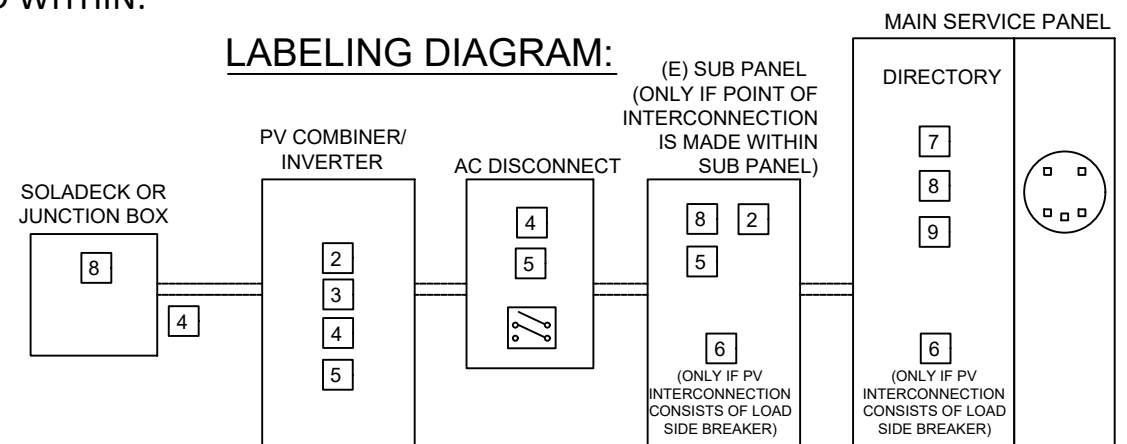 LABELING DIAGRAM:
SOLADECK OR
JUNCTION BOX
8
4
PV COMBINER/
INVERTER
2
3
4
5
AC DISCONNECT
4
5
(E) SUB PANEL
(ONLY IF POINT OF
INTERCONNECTION
IS MADE WITHIN
SUB PANEL)
8 2
5
6
(ONLY IF PV
INTERCONNECTION
CONSISTS OF LOAD
SIDE BREAKER)
MAIN SERVICE PANEL
DIRECTORY
7
8
9
6
(ONLY IF PV
INTERCONNECTION
CONSISTS OF LOAD
SIDE BREAKER)